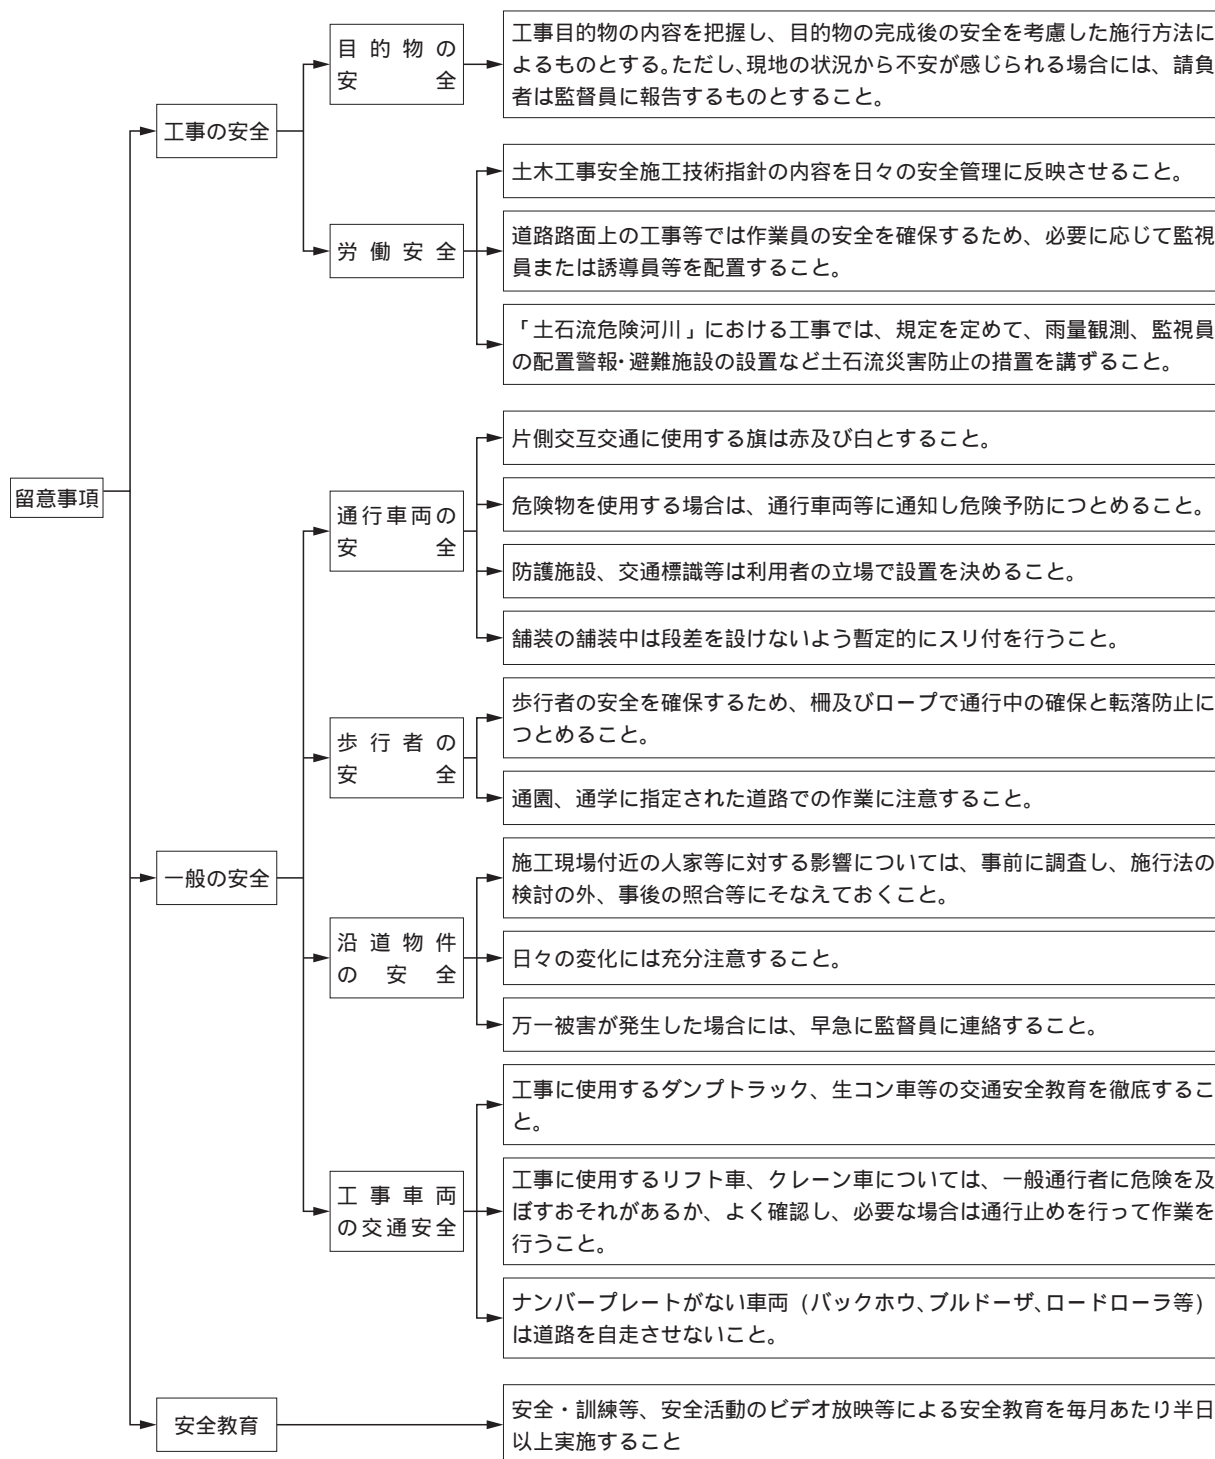 留意事項
工事の安全
目的物の
安全
工事目的物の内容を把握し、目的物の完成後の安全を考慮した施行方法に
よるものとする。ただし、現地の状況から不安が感じられる場合には、請負
者は監督員に報告するものとすること。
労働安全
土木工事安全施工技術指針の内容を日々の安全管理に反映させること。
道路路面上の工事等では作業員の安全を確保するため、必要に応じて監視
員または誘導員等を配置すること。
「土石流危険河川」における工事では、規定を定めて、雨量観測、監視員
の配置警報・避難施設の設置など土石流災害防止の措置を講ずること。
一般の安全
通行車両の
安全
片側交互交通に使用する旗は赤及び白とすること。
危険物を使用する場合は、通行車両等に通知し危険予防につとめること。
防護施設、交通標識等は利用者の立場で設置を決めること。
舗装の舗装中は段差を設けないよう暫定的にスリ付を行うこと。
歩行者の
安全
歩行者の安全を確保するため、柵及びロープで通行中の確保と転落防止に
つとめること。
通園、通学に指定された道路での作業に注意すること。
沿道物件
の安全
施工現場付近の人家等に対する影響については、事前に調査し、施行法の
検討の外、事後の照合等にそなえておくこと。
日々の変化には充分注意すること。
万一被害が発生した場合には、早急に監督員に連絡すること。
工事車両
の交通安全
工事に使用するダンプトラック、生コン車等の交通安全教育を徹底するこ
と。
工事に使用するリフト車、クレーン車については、一般通行者に危険を及
ぼすおそれがあるか、よく確認し、必要な場合は通行止めを行って作業を
行うこと。
ナンバープレートがない車両（バックホウ、ブルドーザ、ロードローラ等）
は道路を自走させないこと。
安全教育
安全・訓練等、安全活動のビデオ放映等による安全教育を毎月あたり半日
以上実施すること